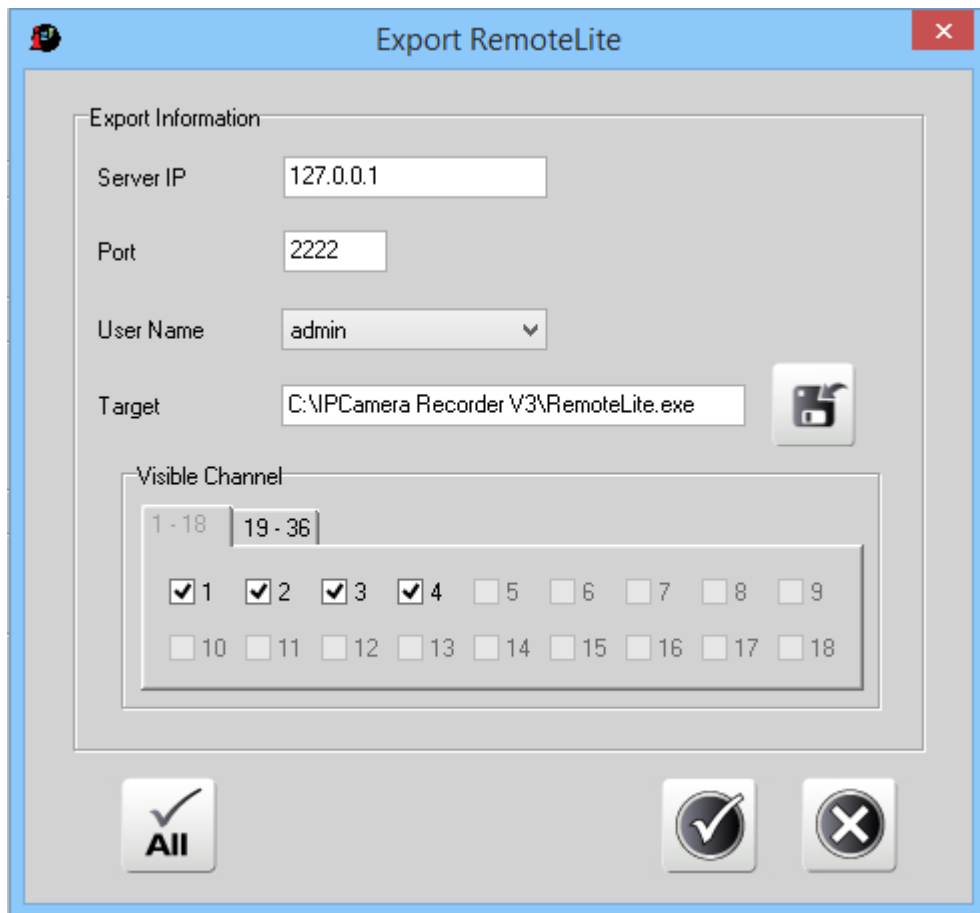 Export RemoteLite
Export Information
Server IP 127.0.0.1
Port 2222
User Name admin
Target C:\IPCamera Recorder V3\RemoteLite.exe
Visible Channel
1 - 18 19 - 36
1 2 3 4 5 6 7 8 9
10 11 12 13 14 15 16 17 18
All